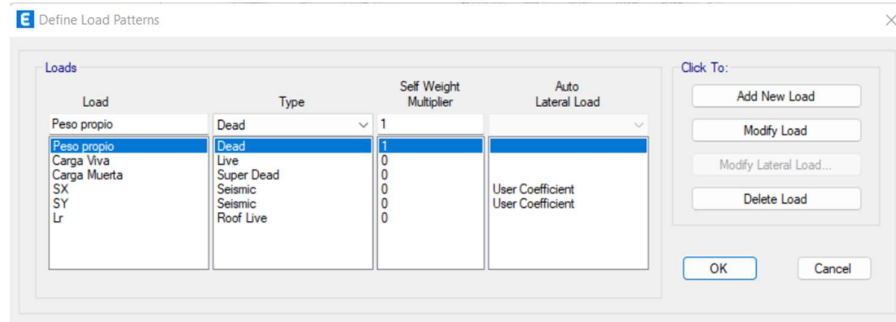 E Define Load Patterns
Loads
Click To:
Load Type Self Weight Multiplier Auto Lateral Load
Peso propio Dead 1
Peso propio Dead 1
Carga Viva Live 0
Carga Muerta Super Dead 0
SX Seismic 0 User Coefficient
SY Seismic 0 User Coefficient
Lr Roof Live 0
Add New Load
Modify Load
Modify Lateral Load...
Delete Load
OK Cancel